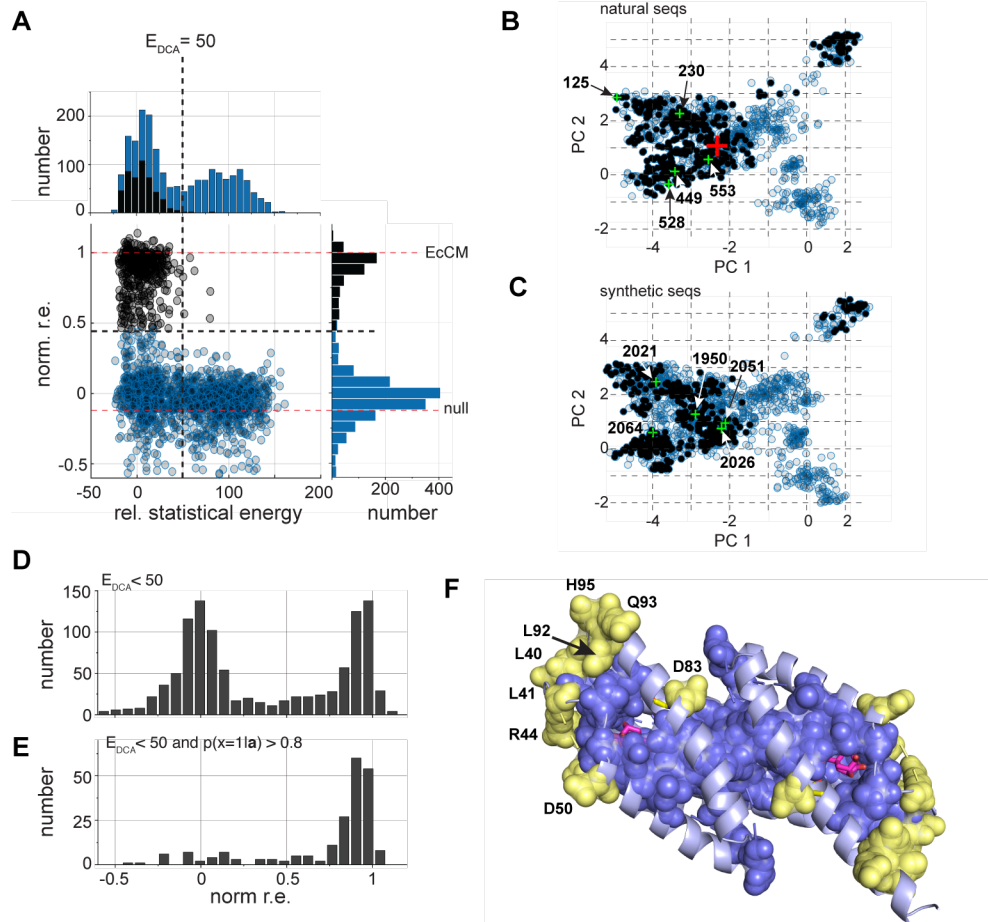 A
E_DCA = 50
number
200
100
0
norm. r.e.
1
0.5
0
-0.5
EcCM
null
-50
0
100
200
0
200
400
rel. statistical energy
number
B
natural seqs
125
230
553
449
528
PC 2
4
2
0
-2
-4
-2
0
2
PC 1
C
synthetic seqs
2021
1950
2051
2064
2026
PC 2
4
2
0
-2
-4
-2
0
2
PC 1
D
E_DCA < 50
number
150
100
50
0
E
E_DCA < 50 and p(x=1|a) > 0.8
number
50
25
0
-0.5
0
0.5
1
norm r.e.
F
H95
Q93
L92
L40
D83
L41
R44
D50